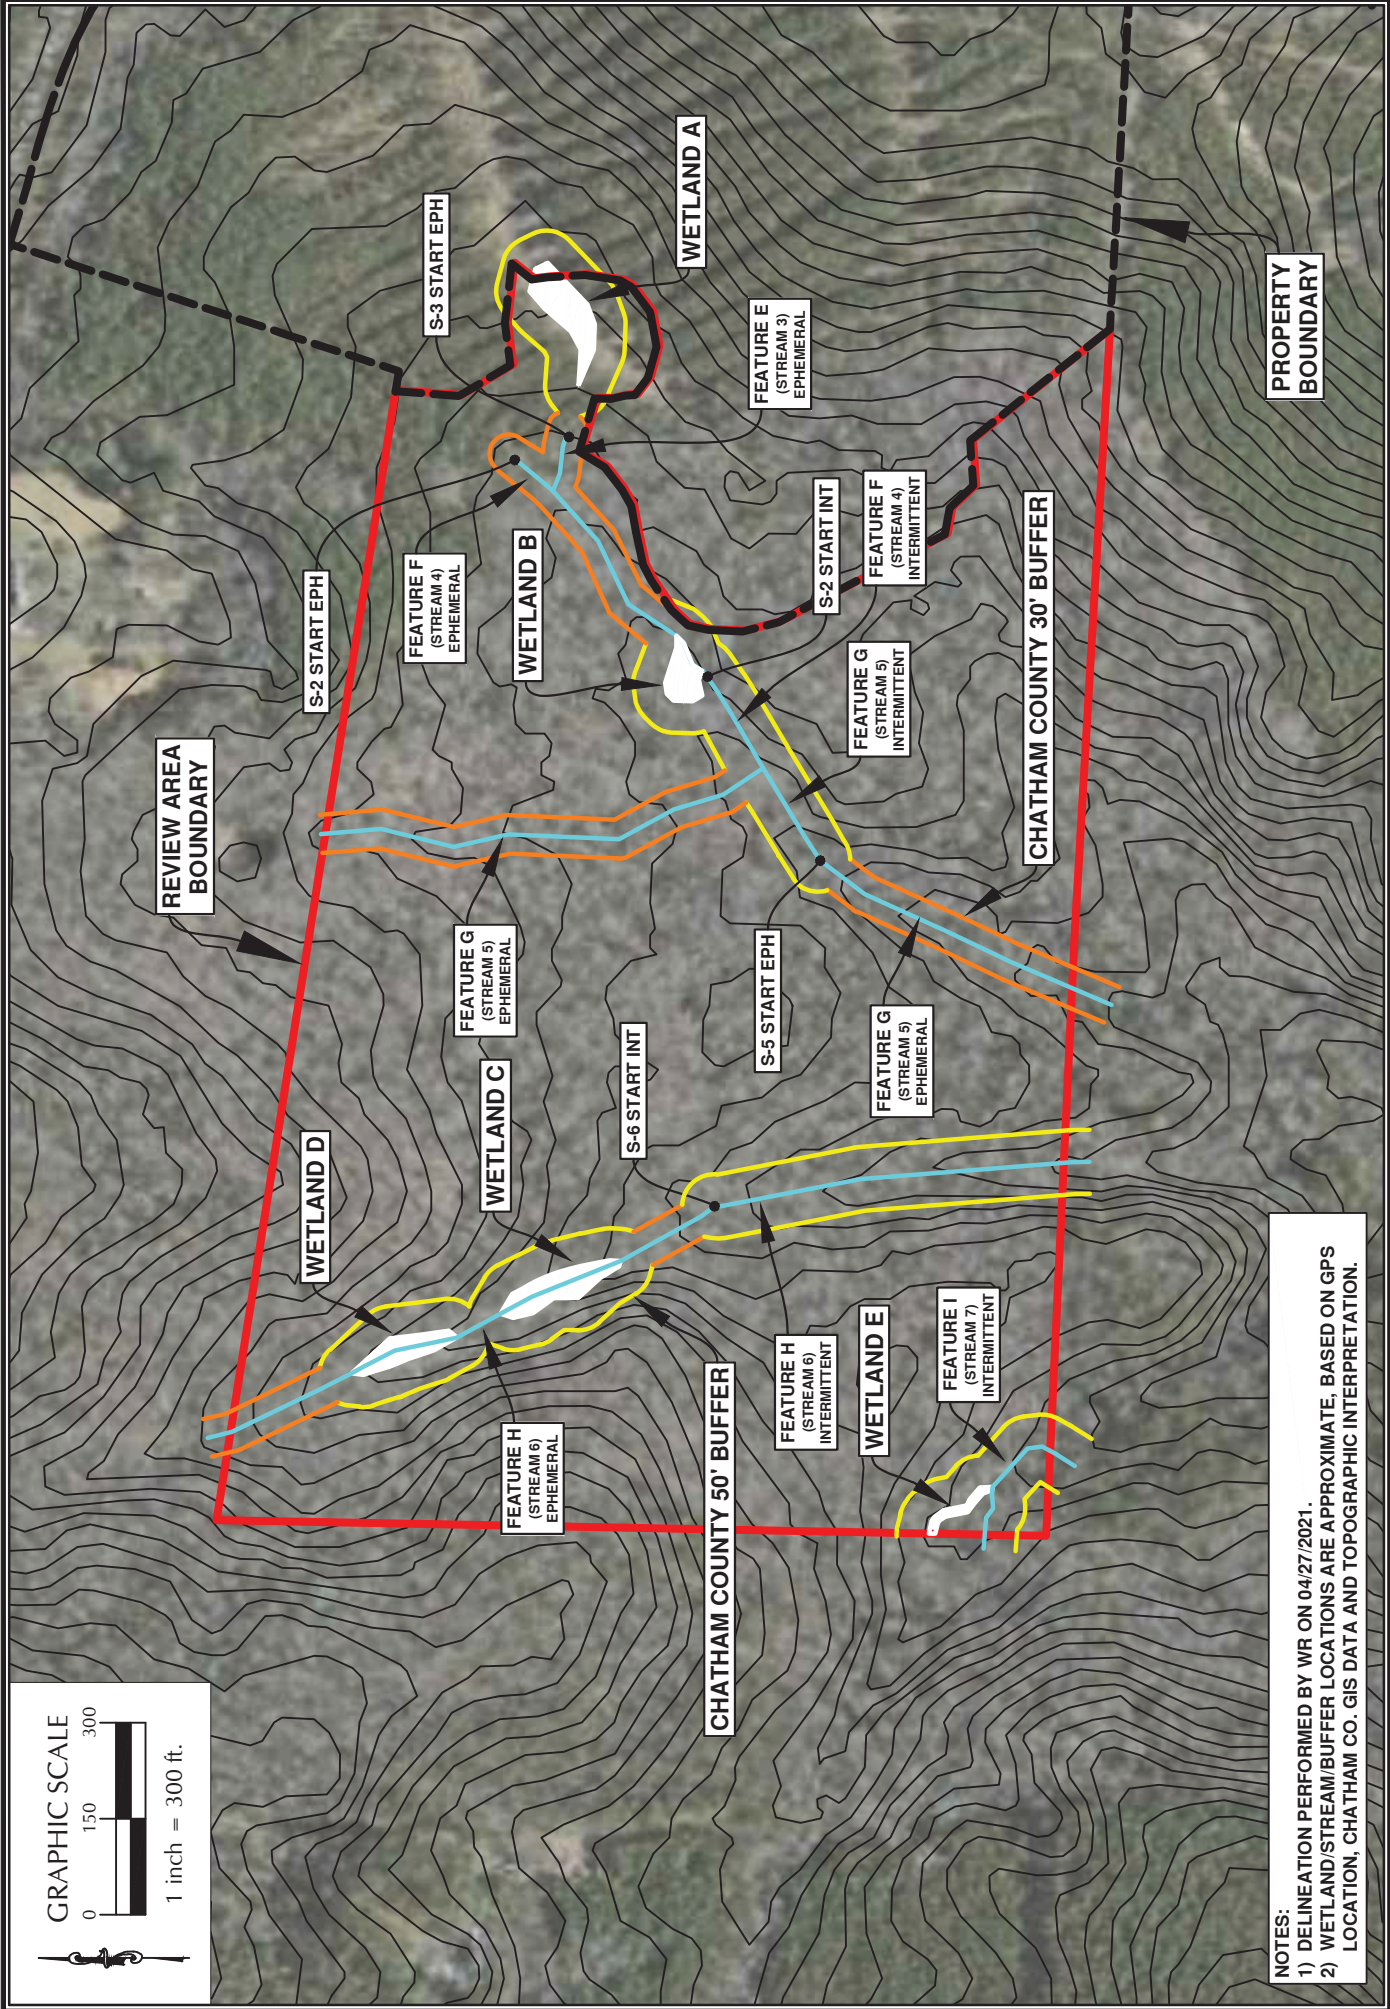 GRAPHIC SCALE
0 150 300
1 inch = 300 ft.
REVIEW AREA
BOUNDARY
S-2 START EPH
S-3 START EPH
WETLAND A
WETLAND D
FEATURE F
(STREAM 4)
EPHEMERAL
WETLAND B
FEATURE E
(STREAM 3)
EPHEMERAL
FEATURE G
(STREAM 5)
EPHEMERAL
WETLAND C
S-6 START INT
FEATURE H
(STREAM 6)
EPHEMERAL
S-2 START INT
FEATURE F
(STREAM 4)
INTERMITTENT
FEATURE G
(STREAM 5)
INTERMITTENT
S-5 START EPH
FEATURE G
(STREAM 5)
EPHEMERAL
CHATHAM COUNTY 50' BUFFER
FEATURE H
(STREAM 6)
INTERMITTENT
WETLAND E
FEATURE I
(STREAM 7)
INTERMITTENT
CHATHAM COUNTY 30' BUFFER
PROPERTY
BOUNDARY
NOTES:
1) DELINEATION PERFORMED BY WR ON 04/27/2021.
2) WETLAND/STREAM/BUFFER LOCATIONS ARE APPROXIMATE, BASED ON GPS
LOCATION, CHATHAM CO. GIS DATA AND TOPOGRAPHIC INTERPRETATION.